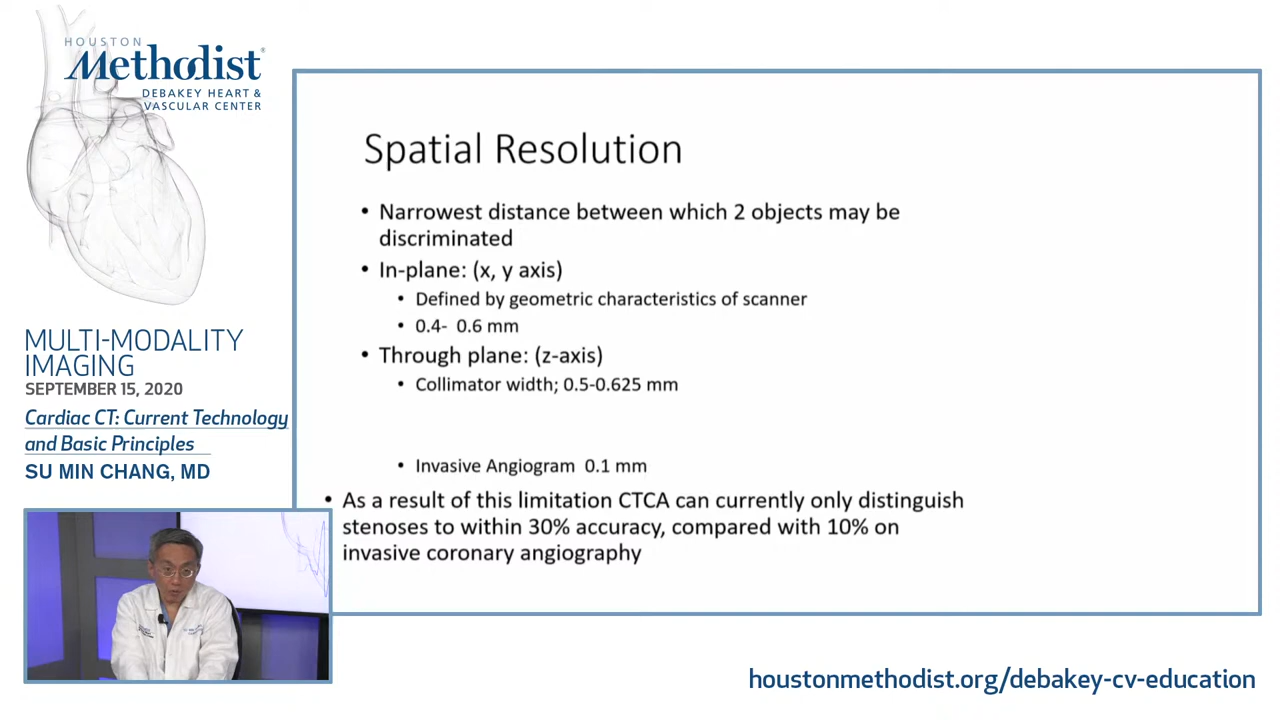 HOUSTON
Methodist®
DEBAKEY HEART &
VASCULAR CENTER
MULTI-MODALITY
IMAGING
SEPTEMBER 15, 2020
Cardiac CT: Current Technology
and Basic Principles
SU MIN CHANG, MD
Spatial Resolution
• Narrowest distance between which 2 objects may be
discriminated
• In-plane: (x, y axis)
• Defined by geometric characteristics of scanner
• 0.4- 0.6 mm
• Through plane: (z-axis)
• Collimator width; 0.5-0.625 mm
• Invasive Angiogram 0.1 mm
• As a result of this limitation CTCA can currently only distinguish
stenoses to within 30% accuracy, compared with 10% on
invasive coronary angiography
houstonmethodist.org/debakey-cv-education